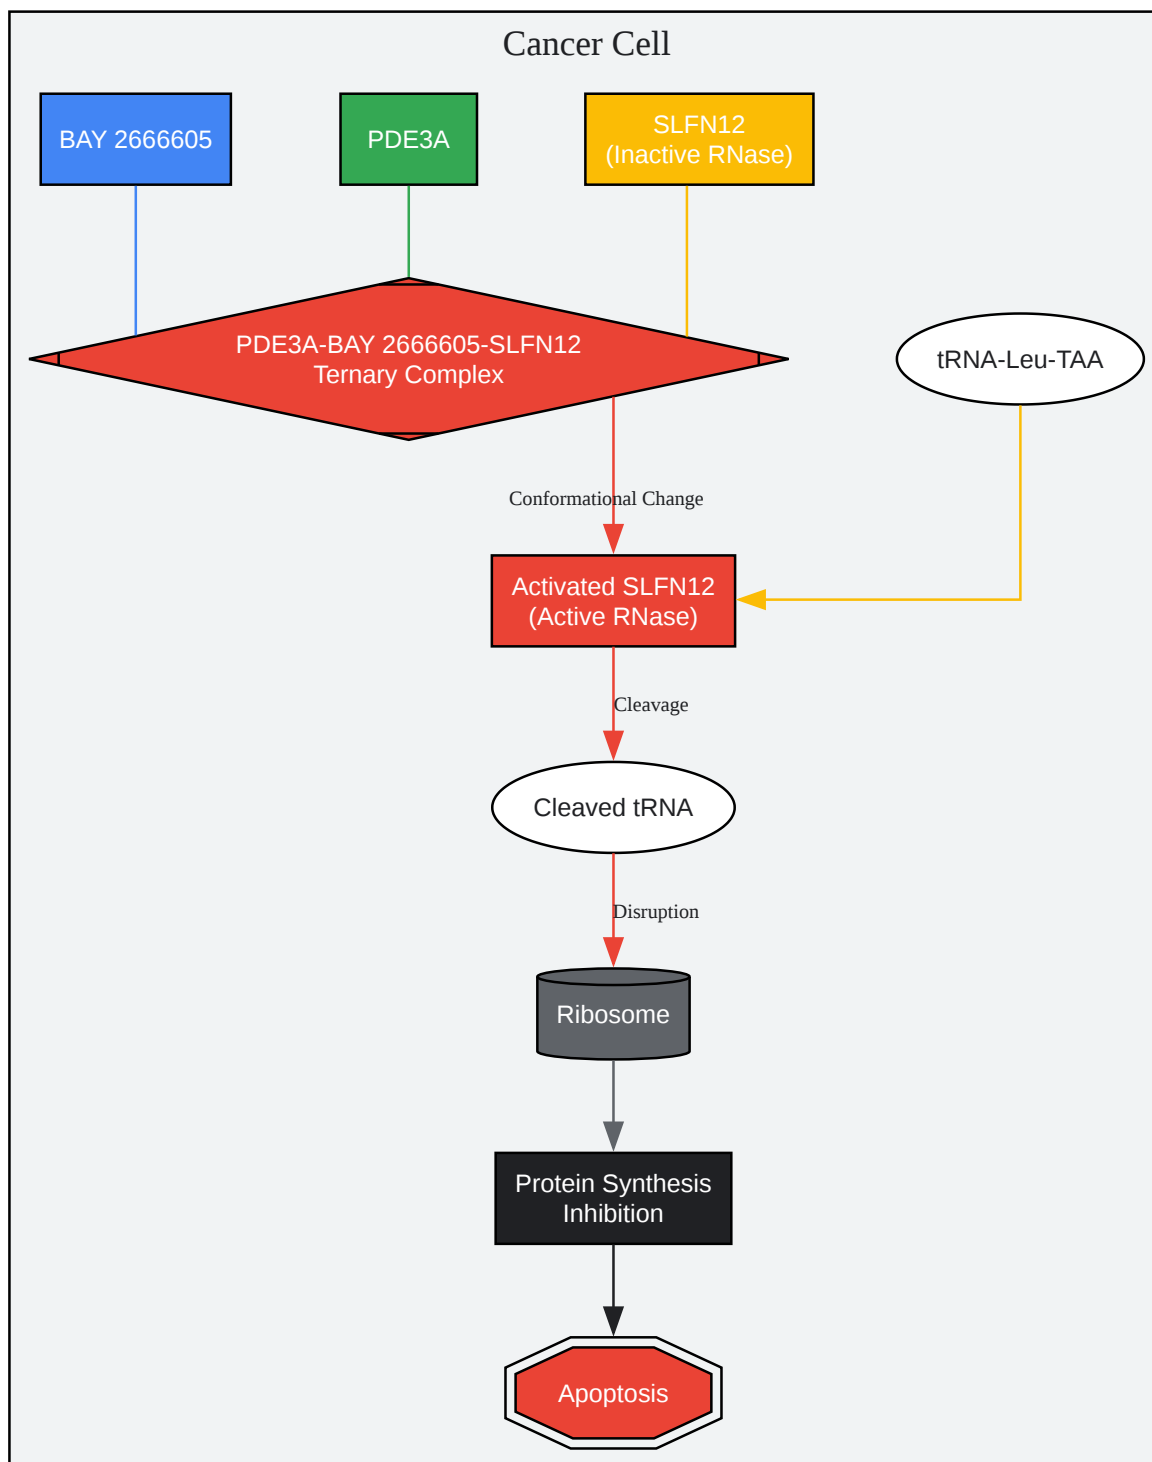 Cancer Cell
BAY 2666605
PDE3A
SLFN12
(Inactive RNase)
PDE3A-BAY 2666605-SLFN12
Ternary Complex
tRNA-Leu-TAA
Conformational Change
Activated SLFN12
(Active RNase)
Cleavage
Cleaved tRNA
Disruption
Ribosome
Protein Synthesis
Inhibition
Apoptosis